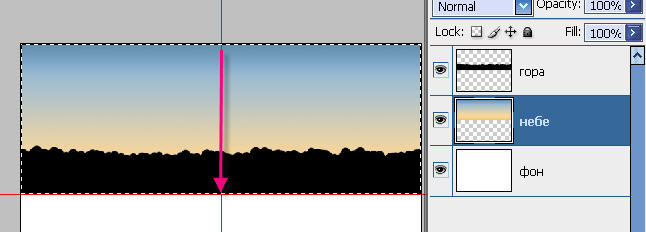 Normal Opacity: 100%
Lock: Fill: 100%
гора
небе
фон